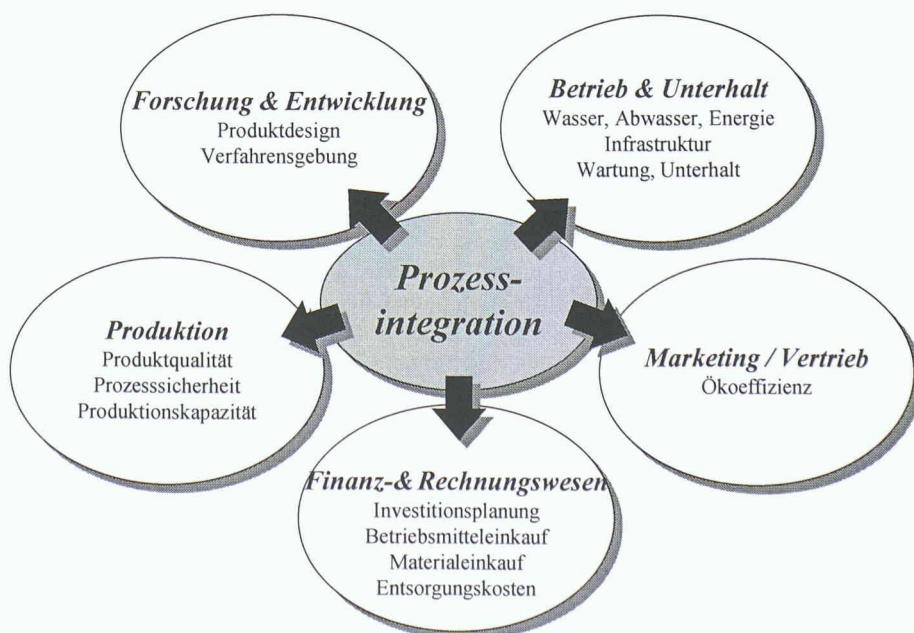 Forschung & Entwicklung
Produktdesign
Verfahrensgebung
Betrieb & Unterhalt
Wasser, Abwasser, Energie
Infrastruktur
Wartung, Unterhalt
Prozess-
integration
Produktion
Produktqualität
Prozesssicherheit
Produktionskapazität
Marketing / Vertrieb
Ökoeffizienz
Finanz-& Rechnungswesen
Investitionsplanung
Betriebsmitteleinkauf
Materialeinkauf
Entsorgungskosten